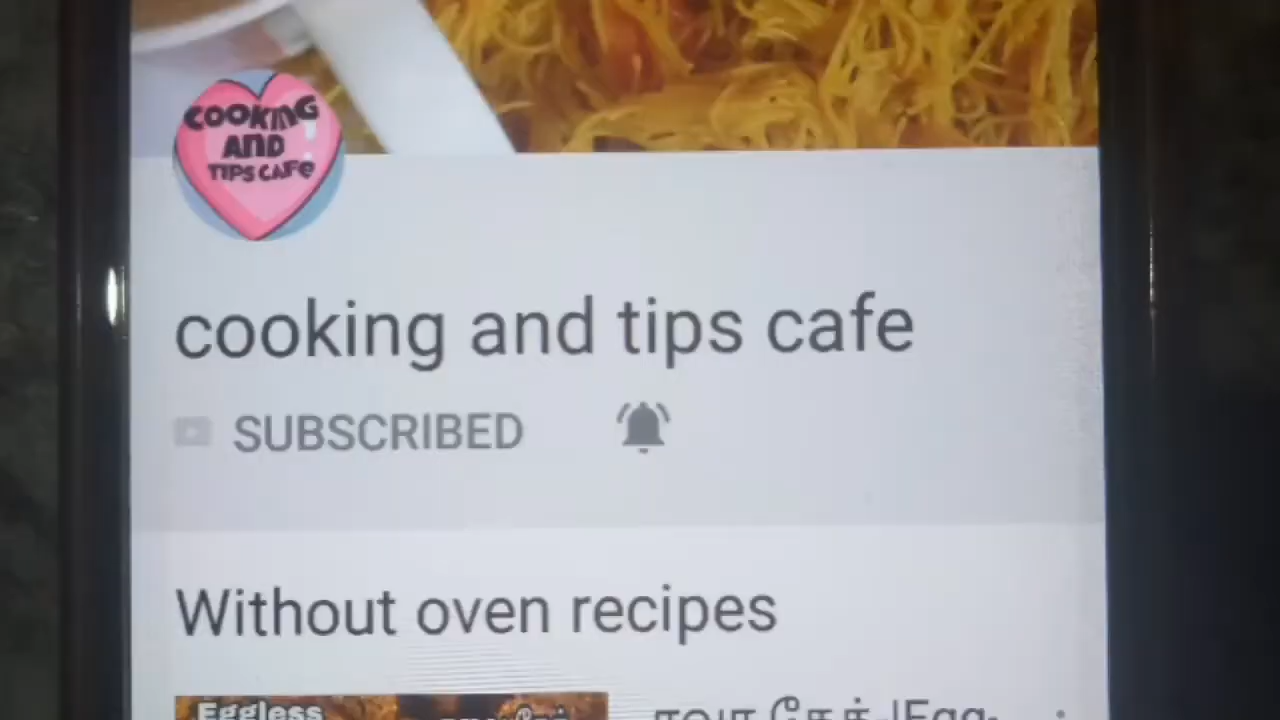 COOKING
AND
TIPS CAFE
cooking and tips cafe
SUBSCRIBED
Without oven recipes
Eggless